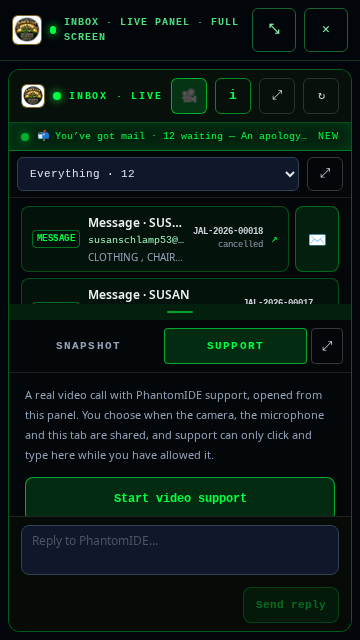 INBOX · LIVE PANEL · FULL
SCREEN
INBOX · LIVE
i
📬 You've got mail · 12 waiting — An apology… NEW
Everything · 12
MESSAGE
Message · SUS…
susanschlamp53@…
CLOTHING , CHAIR…
JAL-2026-00018
cancelled
Message · SUSAN
JAL-2026-00017
SNAPSHOT
SUPPORT
A real video call with PhantomIDE support, opened from
this panel. You choose when the camera, the microphone
and this tab are shared, and support can only click and
type here while you have allowed it.
Start video support
Reply to PhantomIDE…
Send reply